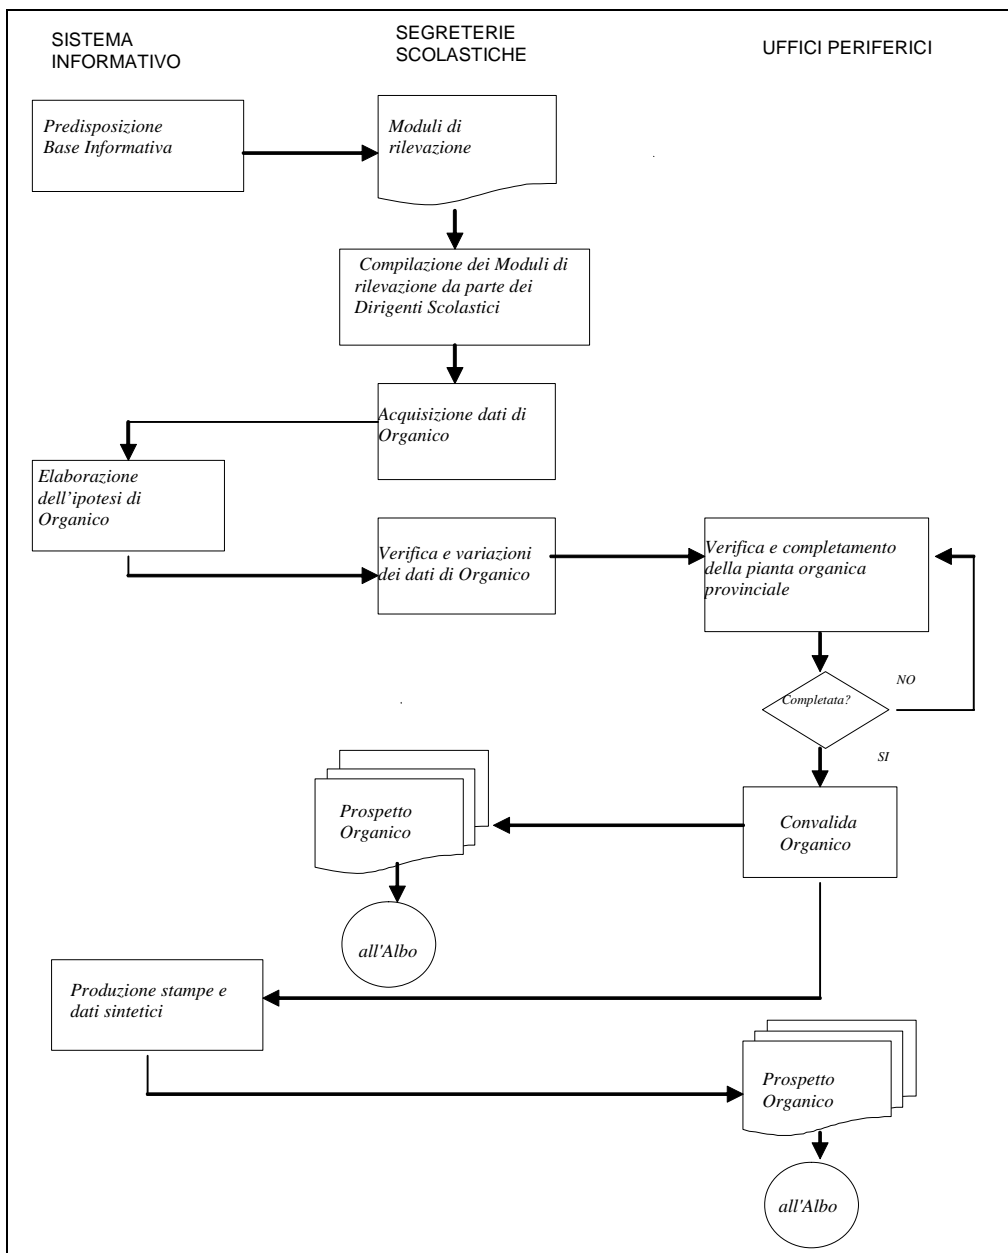 SISTEMA
INFORMATIVO
SEGRETERIE
SCOLASTICHE
UFFICI PERIFERICI
Predisposizione
Base Informativa
Moduli di
rilevazione
Compilazione dei Moduli di
rilevazione da parte dei
Dirigenti Scolastici
Acquisizione dati di
Organico
Elaborazione
dell'ipotesi di
Organico
Verifica e variazioni
dei dati di Organico
Verifica e completamento
della pianta organica
provinciale
Completata?
NO
SI
Prospetto
Organico
Convalida
Organico
all'Albo
Produzione stampe e
dati sintetici
Prospetto
Organico
all'Albo